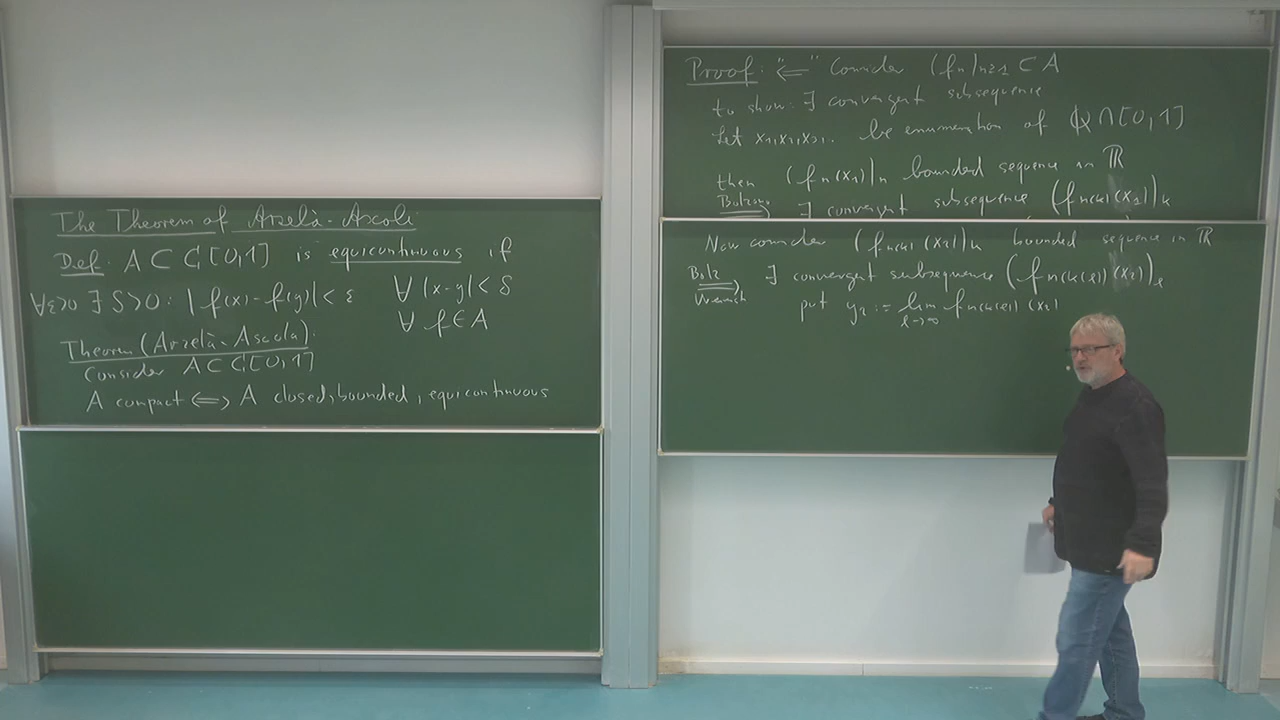 The Theorem of Arzelà-Ascoli
Def: A ⊂ C[0,1] is equicontinuous if
∀ε>0 ∃ δ>0: |f(x)-f(y)|<ε ∀ |x-y|<δ
∀ f∈A
Theorem (Arzelà-Ascola)
Consider A ⊂ C[0,1]
A compact ⟺ A closed, bounded, equicontinuous
Proof: "⟸" Consider (fn)n≥1 ⊂ A
to show: ∃ convergent subsequence
Let x1,x2,x3,.. be enumeration of ℚ∩[0,1]
then (fn(x1))n bounded sequence in ℝ
Bolzano ⟹ ∃ convergent subsequence (fn(k)(x1))k
Now consider (fn(k)(x2))k bounded sequence in ℝ
Bolz ⟹ ∃ convergent subsequence (fn(k(l))(x2))l
put y2 := lim l→∞ fn(k(l))(x2)